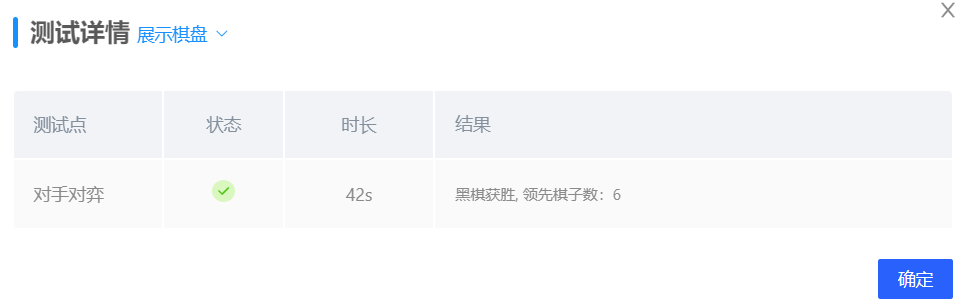 测试详情 展示棋盘
测试点 状态 时长 结果
对手对弈 42s 黑棋获胜, 领先棋子数：6
确定